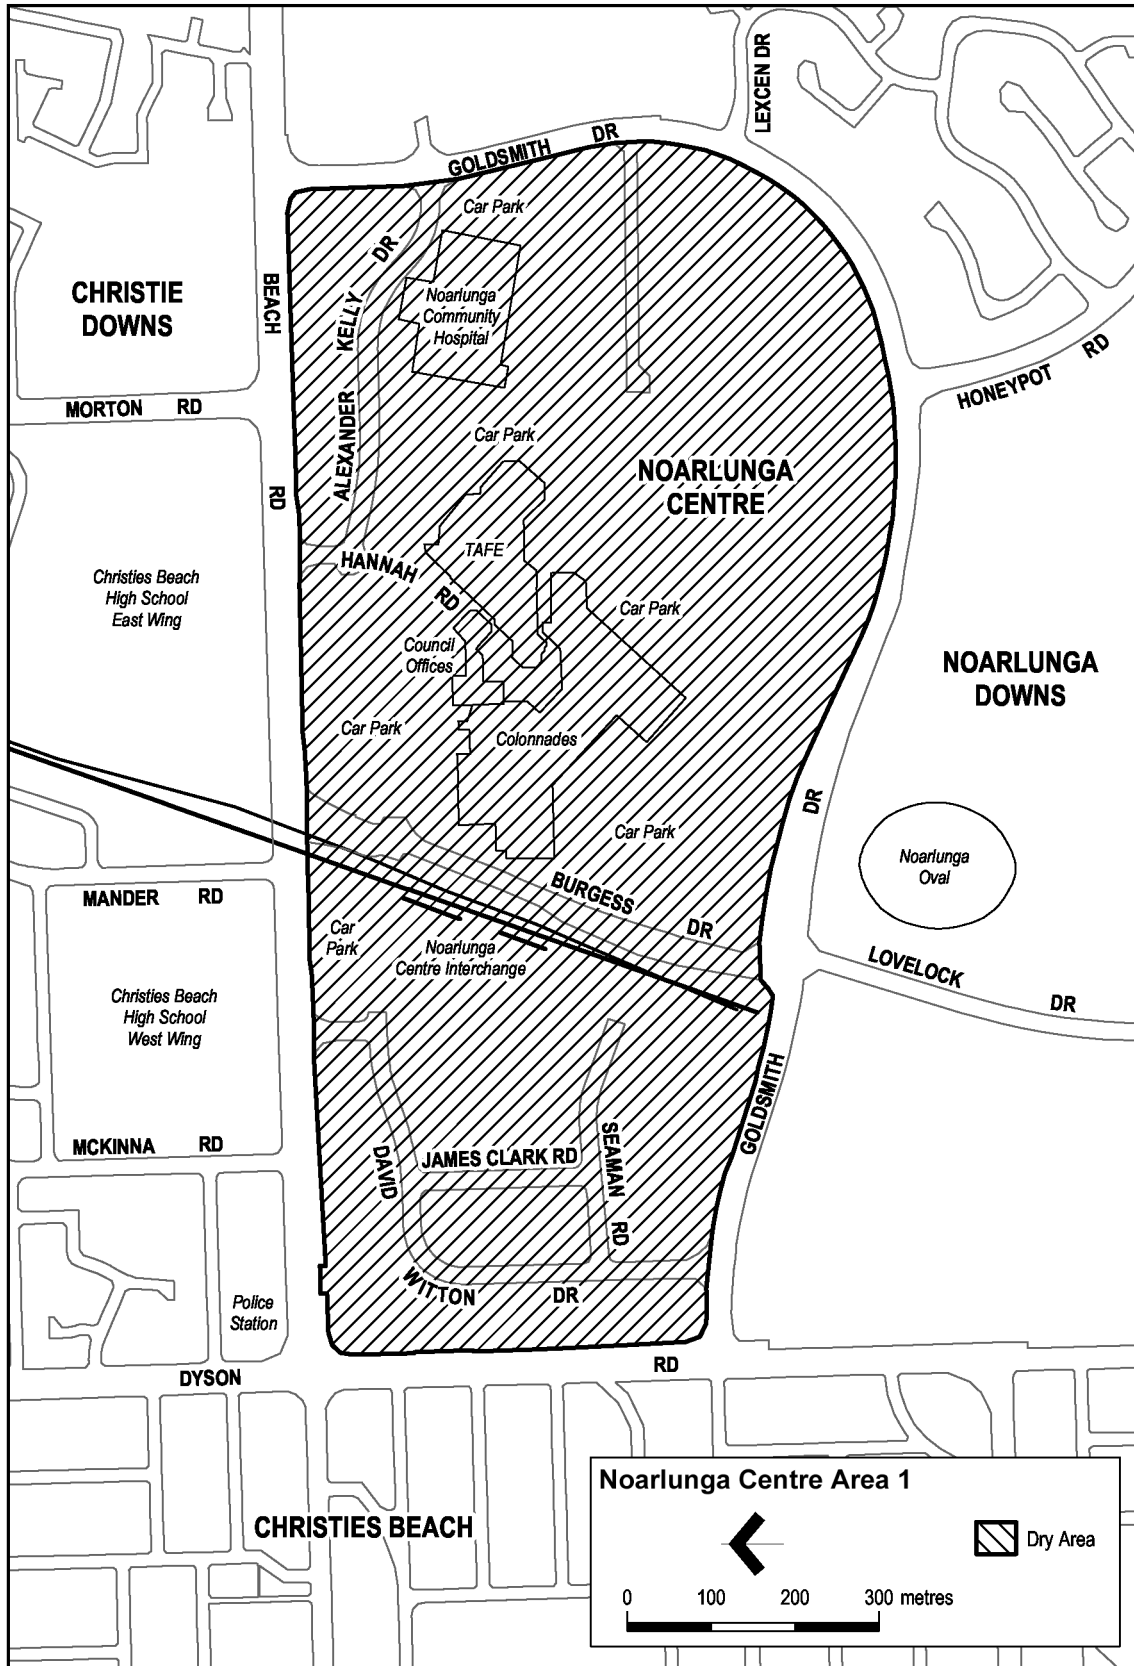 LEXCEN DR
GOLDSMITH DR
Car Park
BEACH RD
ALEXANDER KELLY DR
CHRISTIE
DOWNS
Noarlunga
Community
Hospital
HONEYPOT RD
MORTON RD
Car Park
NOARLUNGA
CENTRE
TAFE
HANNAH RD
Christies Beach
High School
East Wing
Car Park
Council
Offices
NOARLUNGA
DOWNS
Car Park
Colonnades
GOLDSMITH DR
Car Park
Noarlunga
Oval
MANDER RD
BURGESS DR
Car
Park
Noarlunga
Centre Interchange
LOVELOCK DR
Christies Beach
High School
West Wing
MCKINNA RD
JAMES CLARK RD
DAVID WITTON DR
SEAMAN RD
Police
Station
DYSON RD
CHRISTIES BEACH
Noarlunga Centre Area 1
Dry Area
0 100 200 300 metres